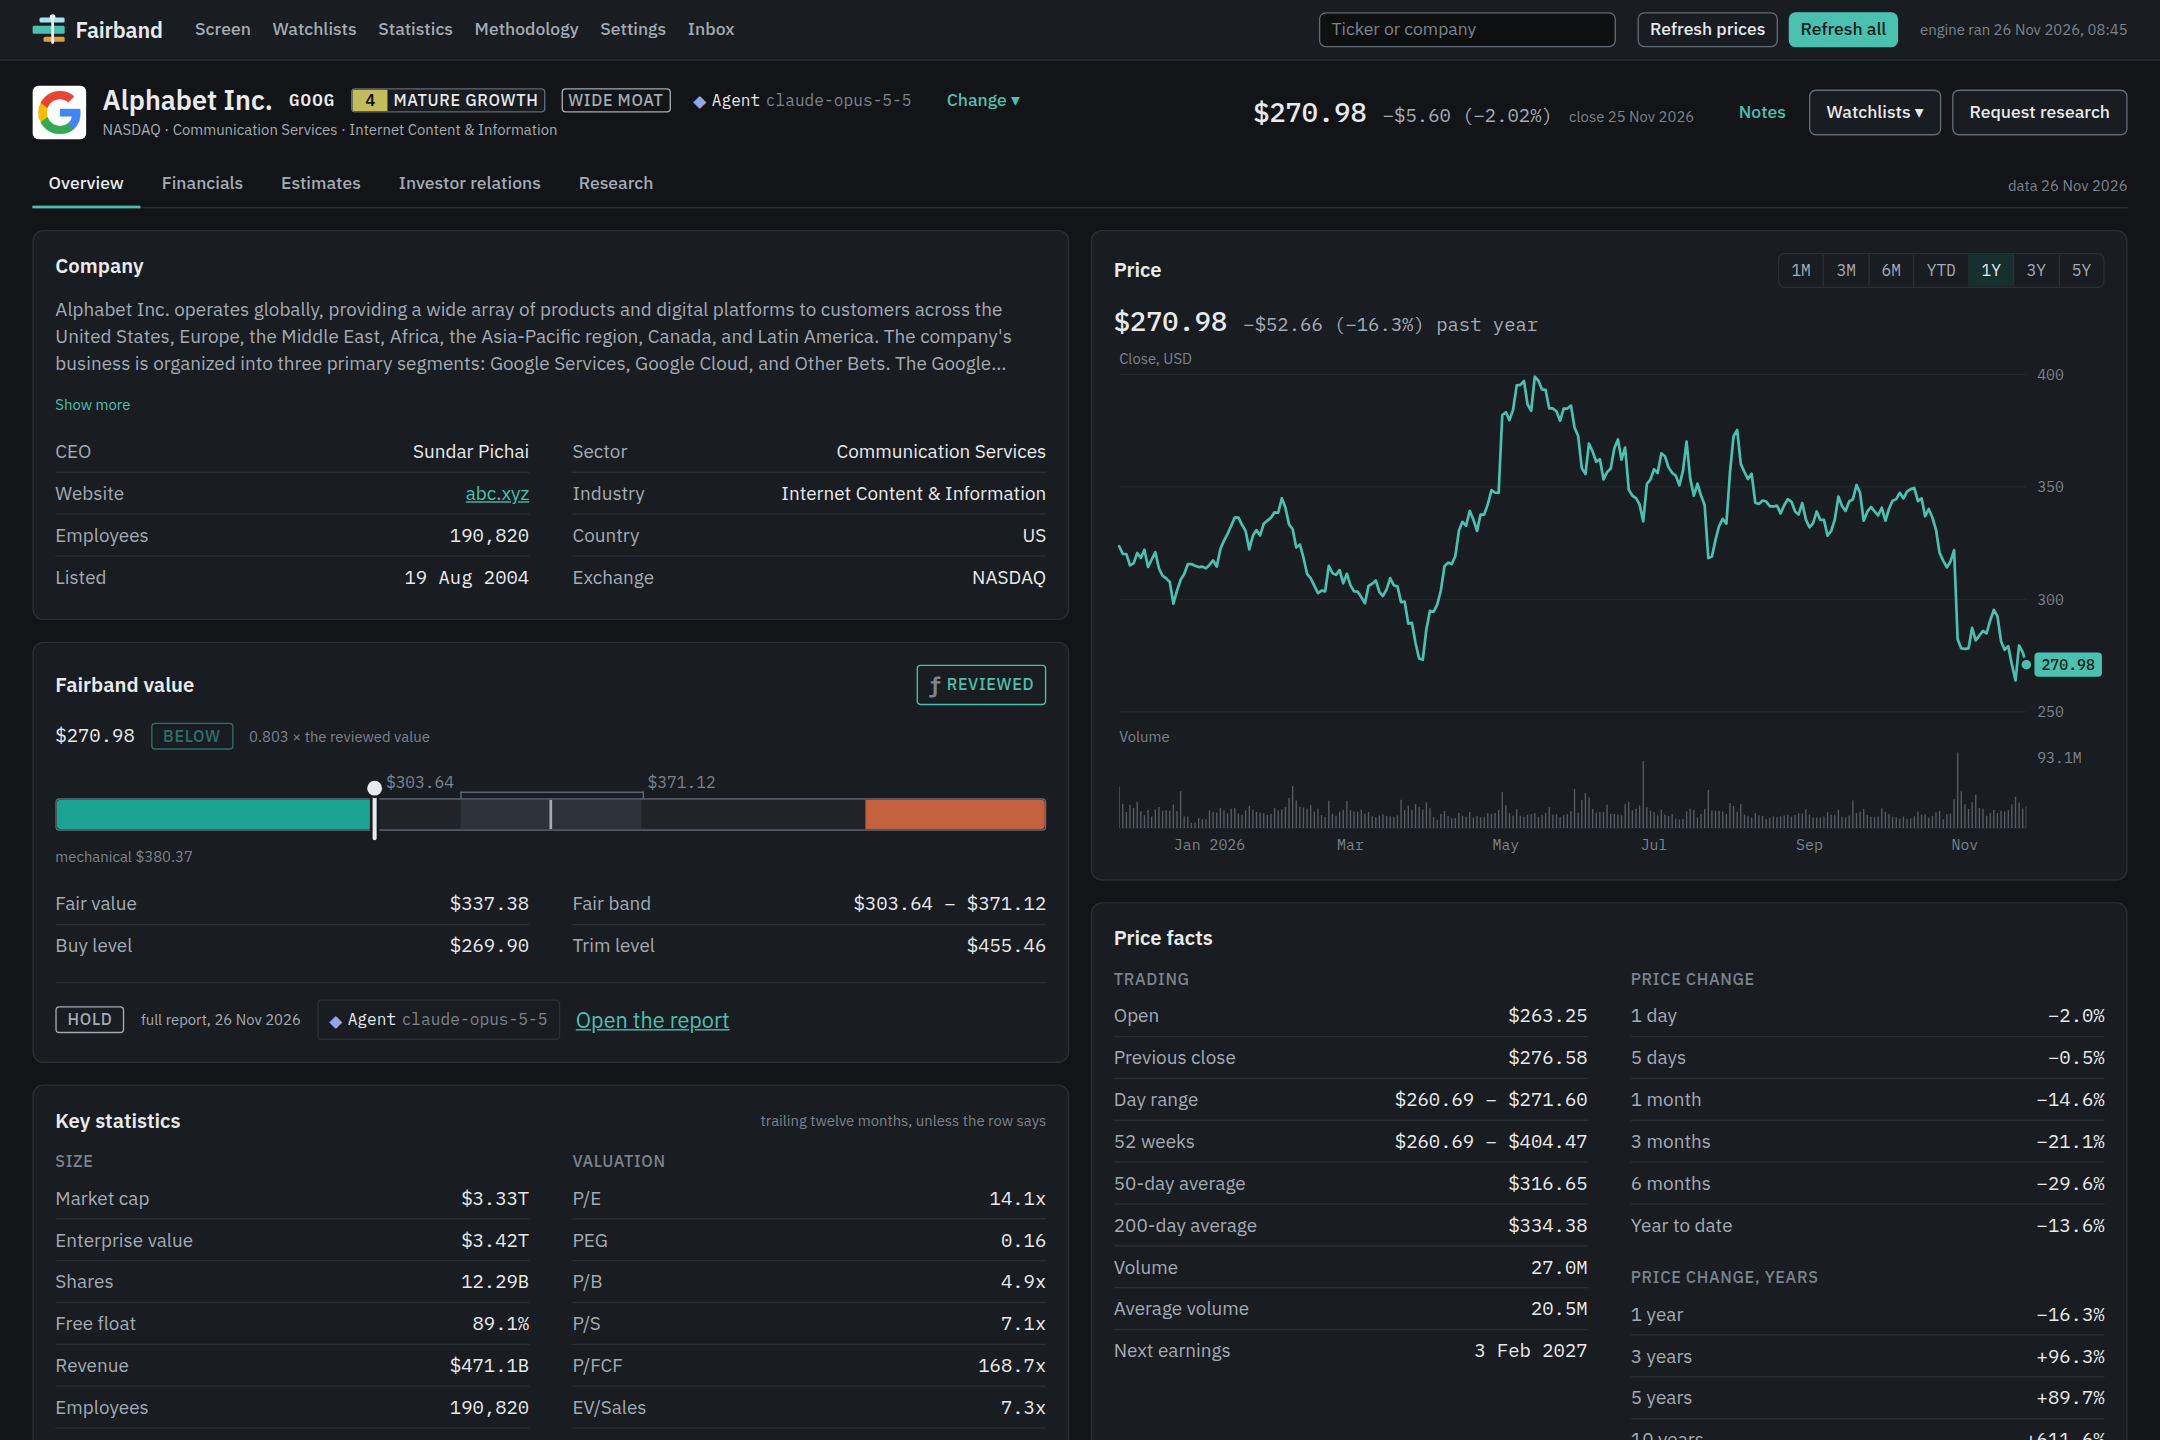 Fairband
Screen
Watchlists
Statistics
Methodology
Settings
Inbox
Ticker or company
Refresh prices
Refresh all
engine ran 26 Nov 2026, 08:45
Alphabet Inc. GOOG 4 MATURE GROWTH WIDE MOAT ◆ Agent claude-opus-5-5 Change ▾
NASDAQ · Communication Services · Internet Content & Information
$270.98 −$5.60 (−2.02%) close 25 Nov 2026
Notes
Watchlists ▾
Request research
Overview
Financials
Estimates
Investor relations
Research
data 26 Nov 2026
Company
Alphabet Inc. operates globally, providing a wide array of products and digital platforms to customers across the
United States, Europe, the Middle East, Africa, the Asia-Pacific region, Canada, and Latin America. The company's
business is organized into three primary segments: Google Services, Google Cloud, and Other Bets. The Google...
Show more
CEO Sundar Pichai
Sector Communication Services
Website abc.xyz
Industry Internet Content & Information
Employees 190,820
Country US
Listed 19 Aug 2004
Exchange NASDAQ
Fairband value
ƒ REVIEWED
$270.98 BELOW 0.803 × the reviewed value
$303.64
$371.12
mechanical $380.37
Fair value $337.38
Fair band $303.64 – $371.12
Buy level $269.90
Trim level $455.46
HOLD full report, 26 Nov 2026 ◆ Agent claude-opus-5-5 Open the report
Key statistics
trailing twelve months, unless the row says
SIZE
Market cap $3.33T
Enterprise value $3.42T
Shares 12.29B
Free float 89.1%
Revenue $471.1B
Employees 190,820
VALUATION
P/E 14.1x
PEG 0.16
P/B 4.9x
P/S 7.1x
P/FCF 168.7x
EV/Sales 7.3x
Price
1M 3M 6M YTD 1Y 3Y 5Y
$270.98 −$52.66 (−16.3%) past year
Close, USD
400
350
300
270.98
250
Volume
93.1M
Jan 2026 Mar May Jul Sep Nov
Price facts
TRADING
Open $263.25
Previous close $276.58
Day range $260.69 – $271.60
52 weeks $260.69 – $404.47
50-day average $316.65
200-day average $334.38
Volume 27.0M
Average volume 20.5M
Next earnings 3 Feb 2027
PRICE CHANGE
1 day −2.0%
5 days −0.5%
1 month −14.6%
3 months −21.1%
6 months −29.6%
Year to date −13.6%
PRICE CHANGE, YEARS
1 year −16.3%
3 years +96.3%
5 years +89.7%
10 years +611.6%